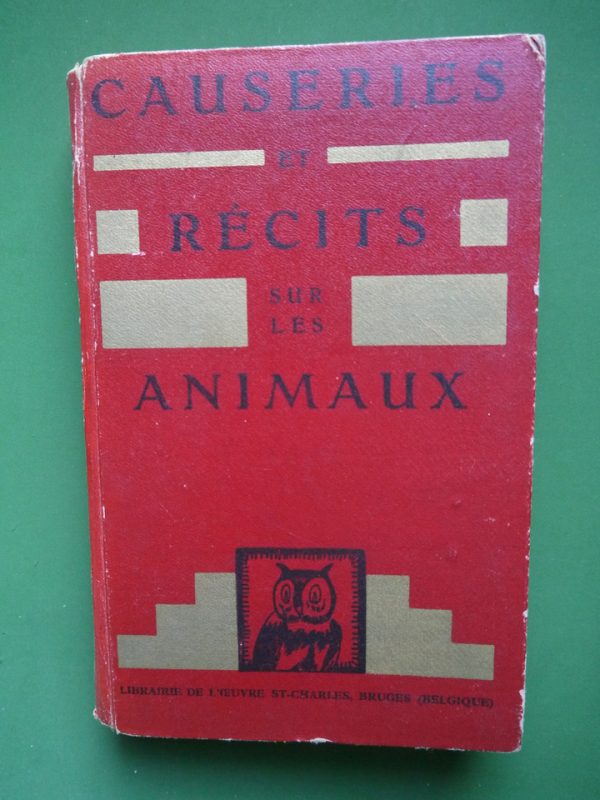 CAUSERIES
ET
RÉCITS
SUR
LES
ANIMAUX
LIBRAIRIE DE L'ŒUVRE ST-CHARLES, BRUGES (BELGIQUE)